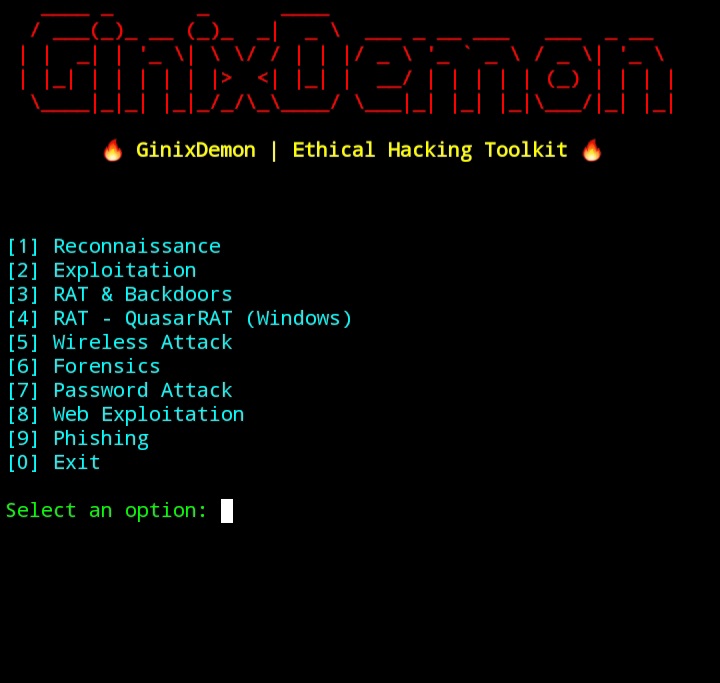 GinixDemon
🔥 GinixDemon | Ethical Hacking Toolkit 🔥
[1] Reconnaissance
[2] Exploitation
[3] RAT & Backdoors
[4] RAT - QuasarRAT (Windows)
[5] Wireless Attack
[6] Forensics
[7] Password Attack
[8] Web Exploitation
[9] Phishing
[0] Exit
Select an option: